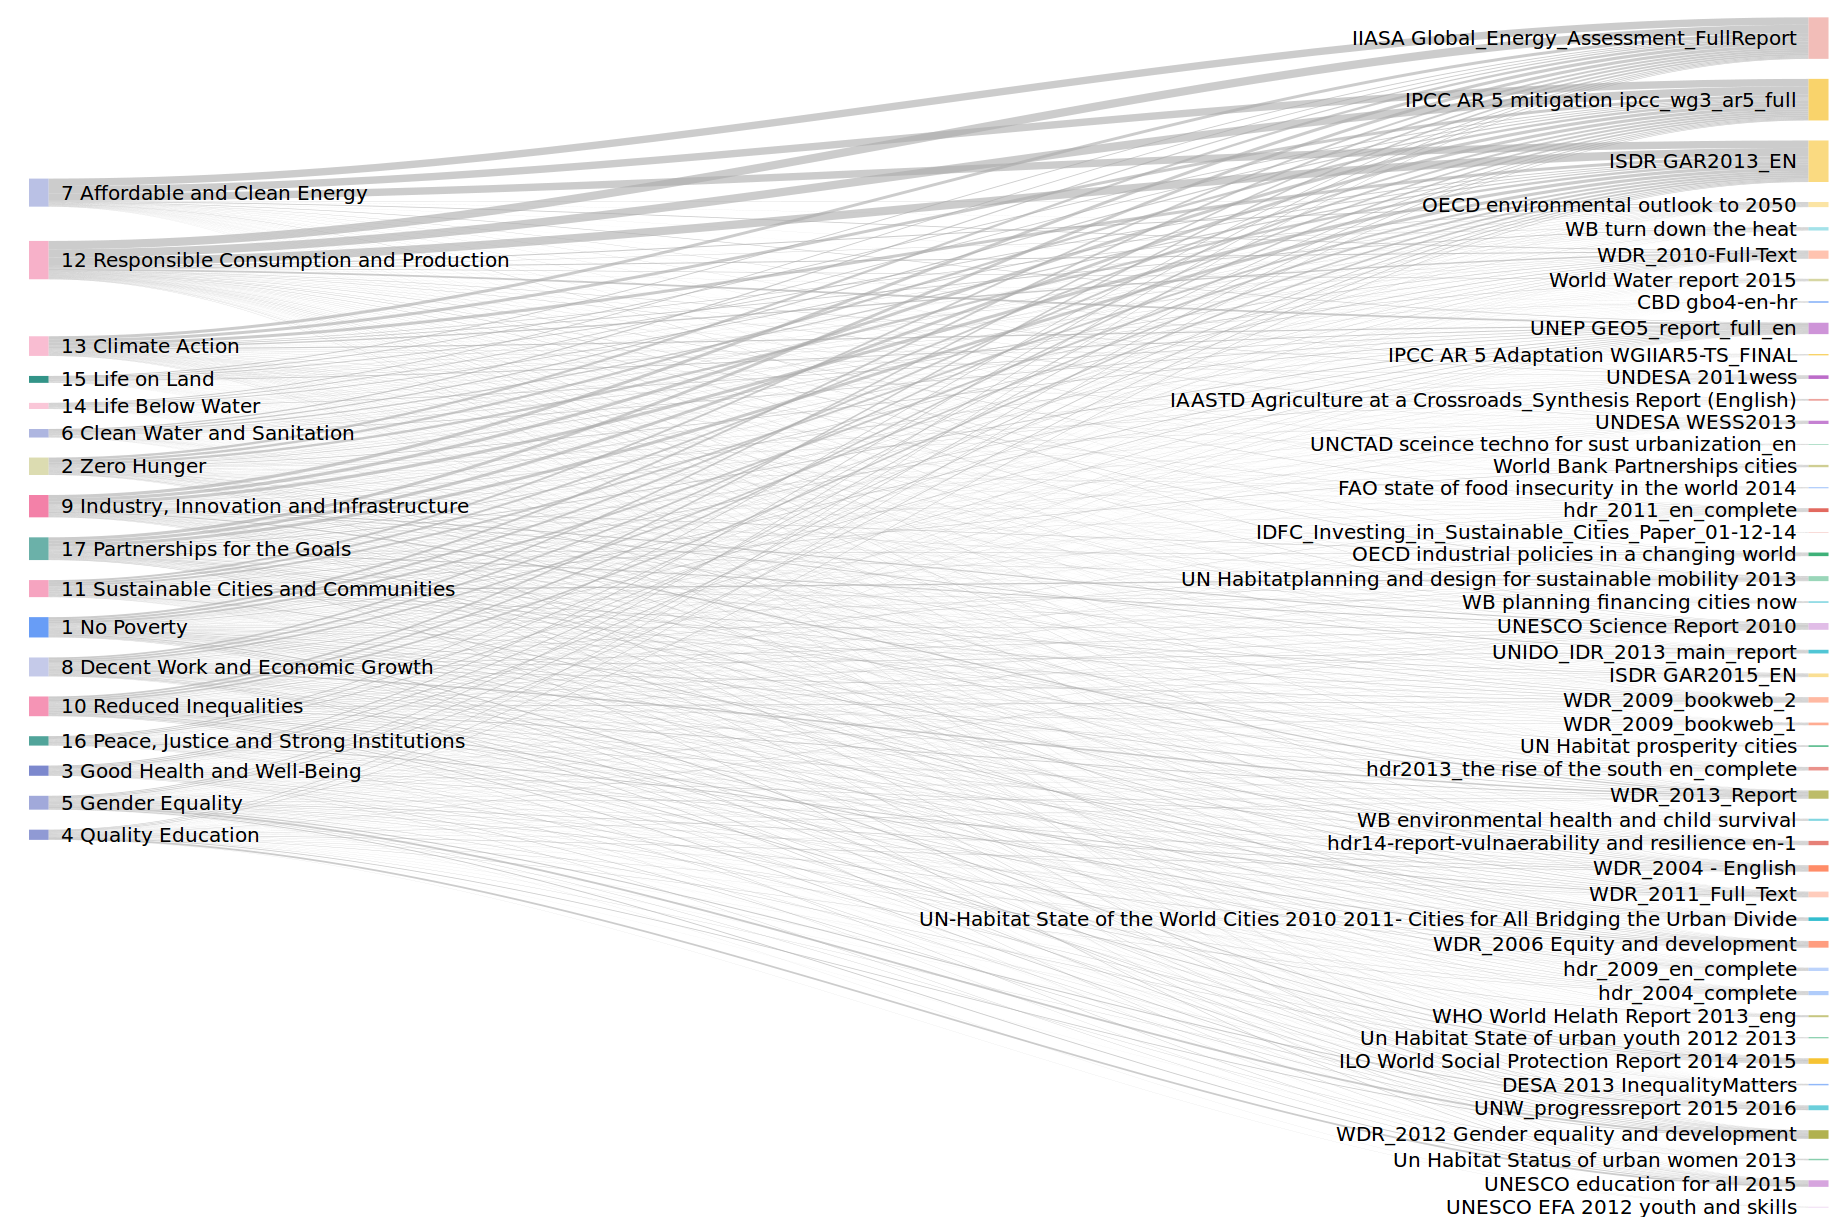 7 Affordable and Clean Energy
12 Responsible Consumption and Production
13 Climate Action
15 Life on Land
14 Life Below Water
6 Clean Water and Sanitation
2 Zero Hunger
9 Industry, Innovation and Infrastructure
17 Partnerships for the Goals
11 Sustainable Cities and Communities
1 No Poverty
8 Decent Work and Economic Growth
10 Reduced Inequalities
16 Peace, Justice and Strong Institutions
3 Good Health and Well-Being
5 Gender Equality
4 Quality Education
IIASA Global_Energy_Assessment_FullReport
IPCC AR 5 mitigation ipcc_wg3_ar5_full
ISDR GAR2013_EN
OECD environmental outlook to 2050
WB turn down the heat
WDR_2010-Full-Text
World Water report 2015
CBD gbo4-en-hr
UNEP GEO5_report_full_en
IPCC AR 5 Adaptation WGIIAR5-TS_FINAL
UNDESA 2011wess
IAASTD Agriculture at a Crossroads_Synthesis Report (English)
UNDESA WESS2013
UNCTAD sceince techno for sust urbanization_en
World Bank Partnerships cities
FAO state of food insecurity in the world 2014
hdr_2011_en_complete
IDFC_Investing_in_Sustainable_Cities_Paper_01-12-14
OECD industrial policies in a changing world
UN Habitatplanning and design for sustainable mobility 2013
WB planning financing cities now
UNESCO Science Report 2010
UNIDO_IDR_2013_main_report
ISDR GAR2015_EN
WDR_2009_bookweb_2
WDR_2009_bookweb_1
UN Habitat prosperity cities
hdr2013_the rise of the south en_complete
WDR_2013_Report
WB environmental health and child survival
hdr14-report-vulnaerability and resilience en-1
WDR_2004 - English
WDR_2011_Full_Text
UN-Habitat State of the World Cities 2010 2011- Cities for All Bridging the Urban Divide
WDR_2006 Equity and development
hdr_2009_en_complete
hdr_2004_complete
WHO World Helath Report 2013_eng
Un Habitat State of urban youth 2012 2013
ILO World Social Protection Report 2014 2015
DESA 2013 InequalityMatters
UNW_progressreport 2015 2016
WDR_2012 Gender equality and development
Un Habitat Status of urban women 2013
UNESCO education for all 2015
UNESCO EFA 2012 youth and skills